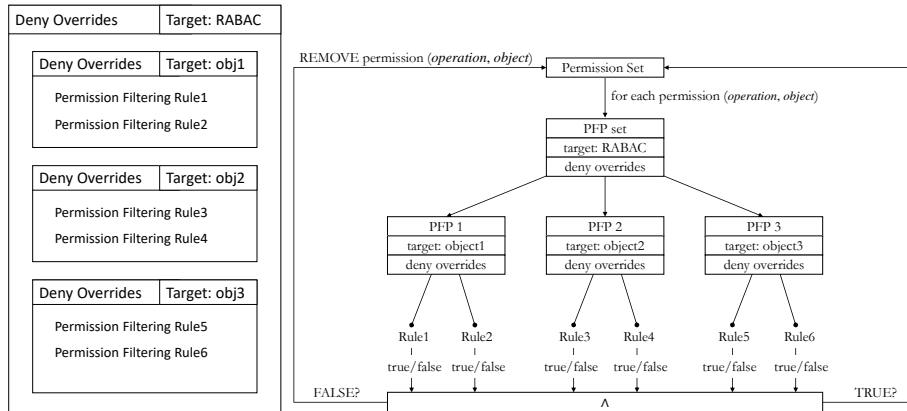 Deny Overrides Target: RABAC
Deny Overrides Target: obj1
Permission Filtering Rule1
Permission Filtering Rule2
Deny Overrides Target: obj2
Permission Filtering Rule3
Permission Filtering Rule4
Deny Overrides Target: obj3
Permission Filtering Rule5
Permission Filtering Rule6
REMOVE permission (operation, object)
Permission Set
for each permission (operation, object)
PFP set
target: RABAC
deny overrides
PFP 1 PFP 2 PFP 3
target: object1 target: object2 target: object3
deny overrides deny overrides deny overrides
Rule1 Rule2 Rule3 Rule4 Rule5 Rule6
true/false true/false true/false true/false true/false true/false
FALSE? TRUE?
∧